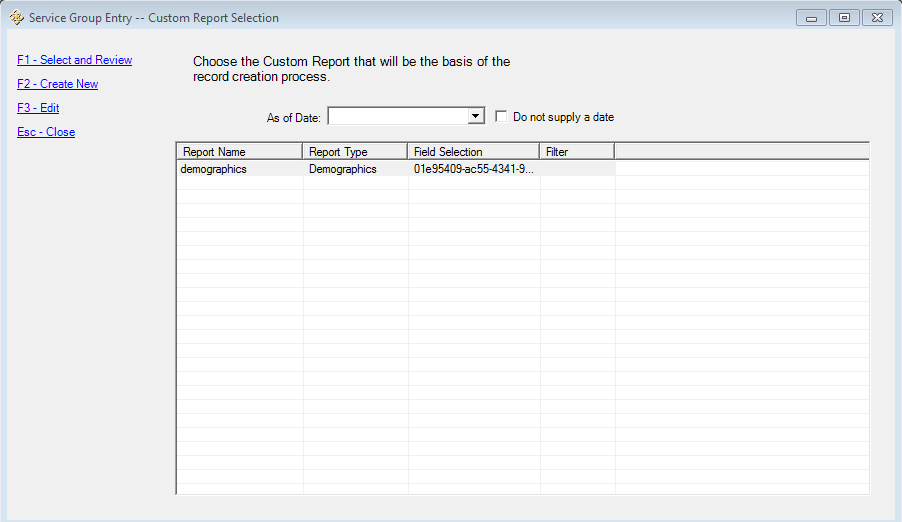 Service Group Entry -- Custom Report Selection
F1 - Select and Review
F2 - Create New
F3 - Edit
Esc - Close
Choose the Custom Report that will be the basis of the
record creation process.
As of Date:
Do not supply a date
Report Name Report Type Field Selection Filter
demographics Demographics 01e95409-ac55-4341-9...